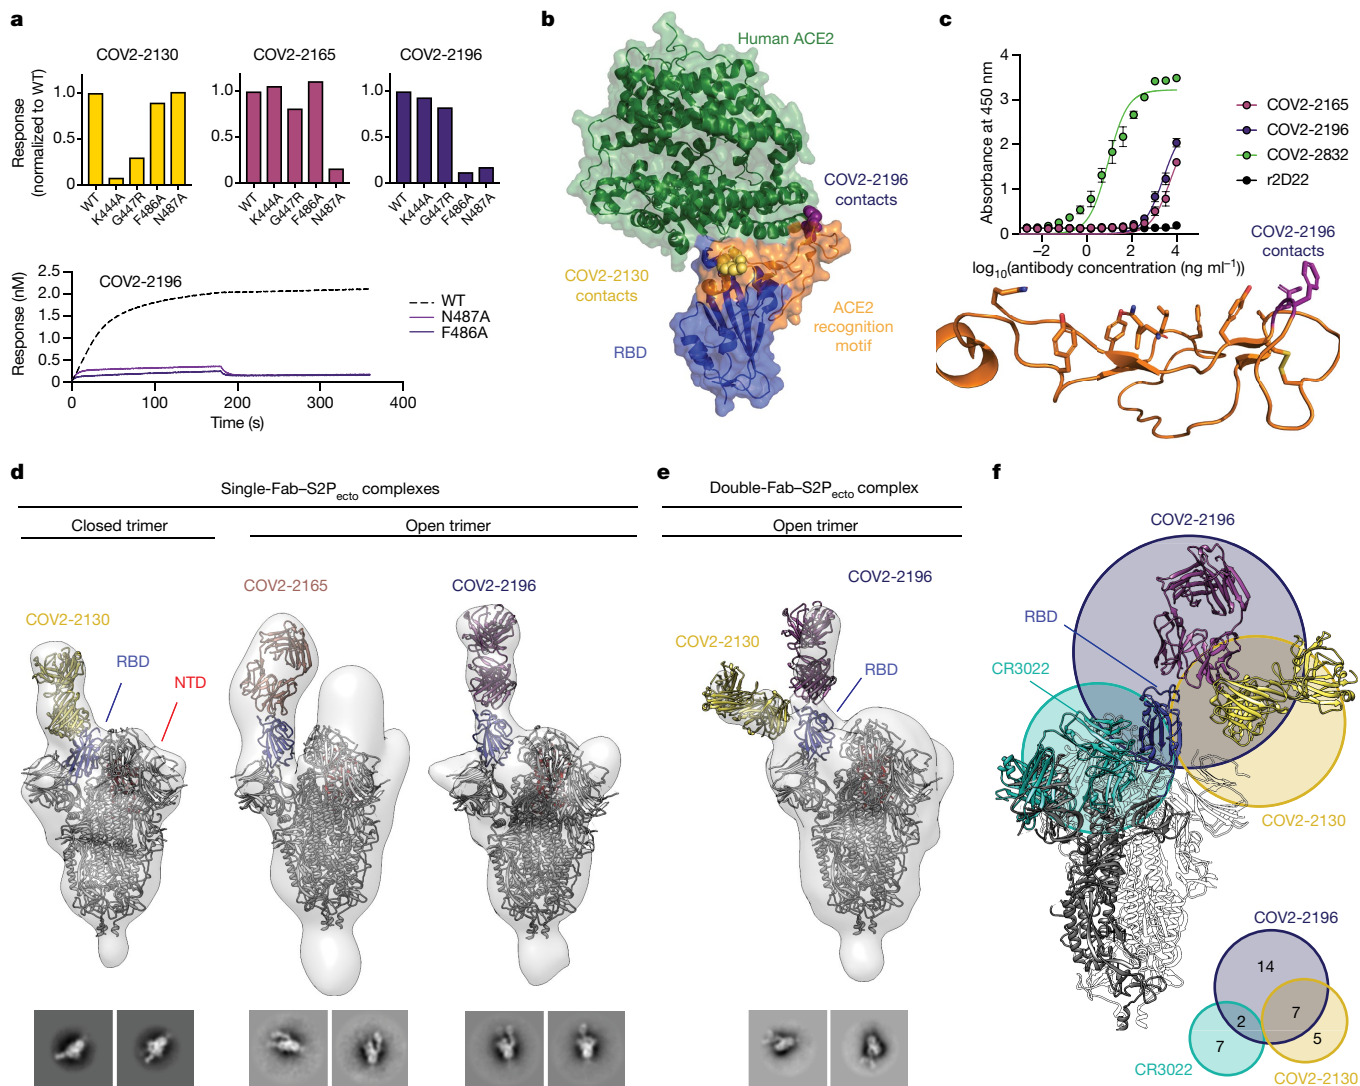 a
COV2-2130
COV2-2165
COV2-2196
Response
(normalized to WT)
1.0
0.5
0
WT
K444A
G447R
F486A
N487A
1.0
0.5
0
WT
K444A
G447R
F486A
N487A
1.0
0.5
0
WT
K444A
G447R
F486A
N487A
Response (nM)
2.5
2.0
1.5
1.0
0.5
0
COV2-2196
WT
N487A
F486A
0
100
200
300
400
Time (s)
b
Human ACE2
COV2-2196
contacts
COV2-2130
contacts
ACE2
recognition
motif
RBD
c
Absorbance at 450 nm
4
3
2
1
0
−2
0
2
4
log10(antibody concentration (ng ml−1))
COV2-2165
COV2-2196
COV2-2832
r2D22
COV2-2196
contacts
d
Single-Fab–S2Pecto complexes
Closed trimer
Open trimer
COV2-2130
RBD
NTD
COV2-2165
COV2-2196
e
Double-Fab–S2Pecto complex
Open trimer
COV2-2196
COV2-2130
RBD
f
COV2-2196
RBD
CR3022
COV2-2130
COV2-2196
14
2
7
7
5
CR3022
COV2-2130